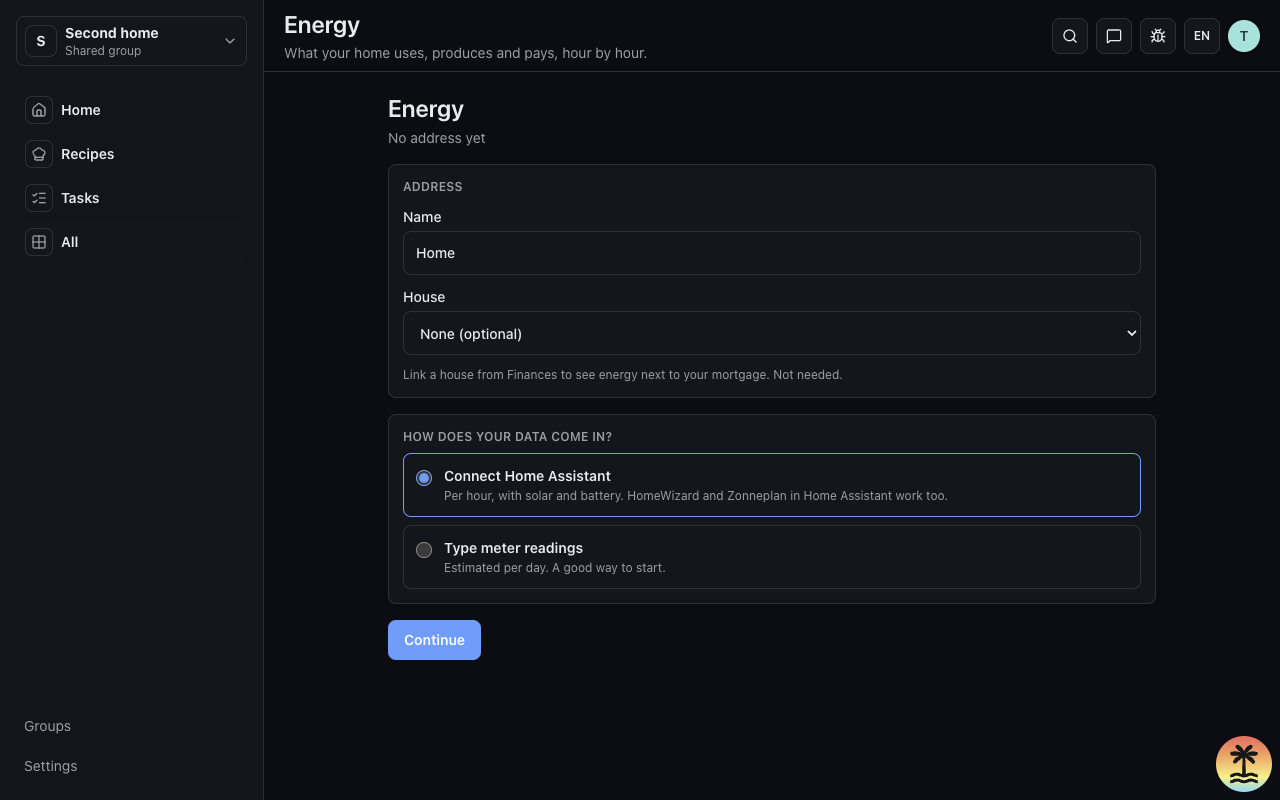 S
Second home
Shared group
Home
Recipes
Tasks
All
Groups
Settings
Energy
What your home uses, produces and pays, hour by hour.
EN
T
Energy
No address yet
ADDRESS
Name
Home
House
None (optional)
Link a house from Finances to see energy next to your mortgage. Not needed.
HOW DOES YOUR DATA COME IN?
Connect Home Assistant
Per hour, with solar and battery. HomeWizard and Zonneplan in Home Assistant work too.
Type meter readings
Estimated per day. A good way to start.
Continue